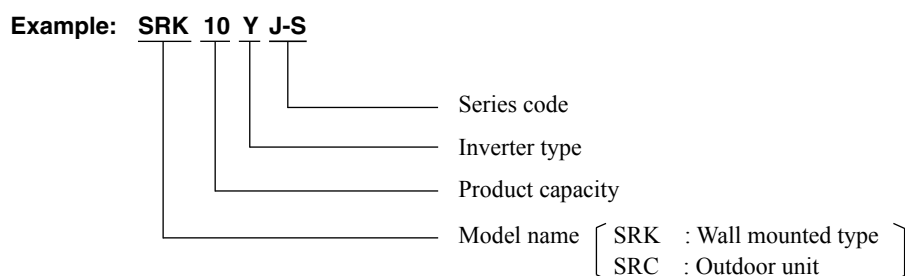 Example: SRK 10 Y J-S
Series code
Inverter type
Product capacity
Model name SRK : Wall mounted type
SRC : Outdoor unit